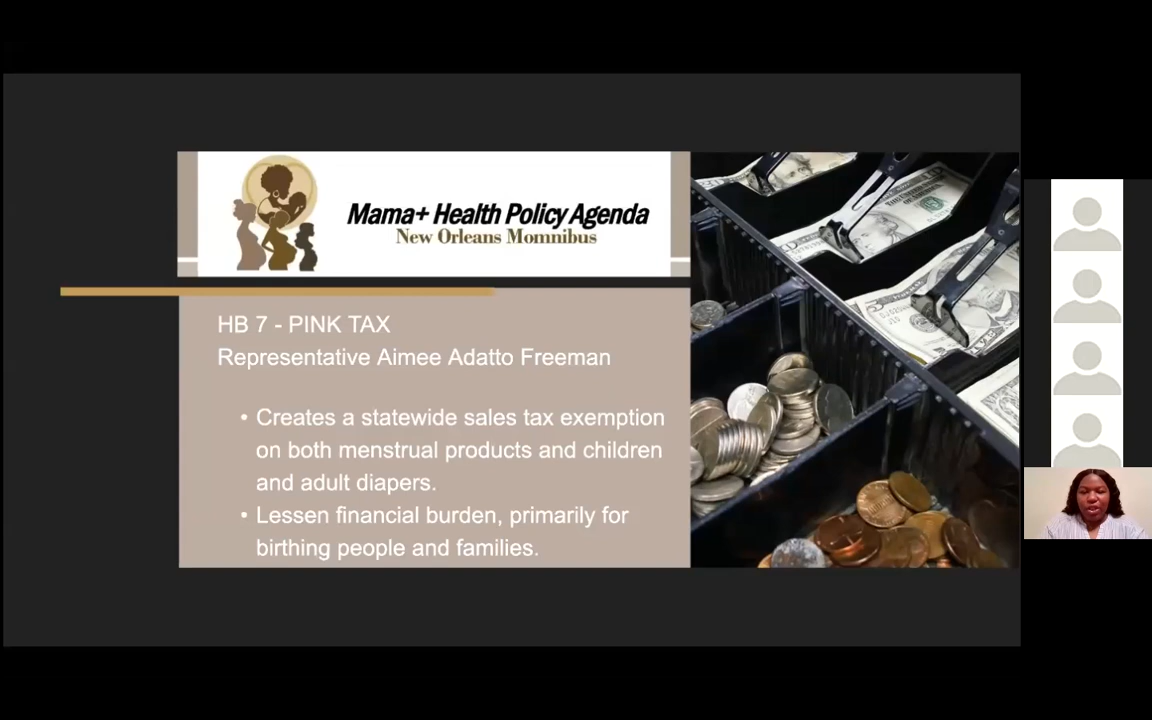 Mama+ Health Policy Agenda
New Orleans Momnibus
HB 7 - PINK TAX
Representative Aimee Adatto Freeman
• Creates a statewide sales tax exemption
on both menstrual products and children
and adult diapers.
• Lessen financial burden, primarily for
birthing people and families.